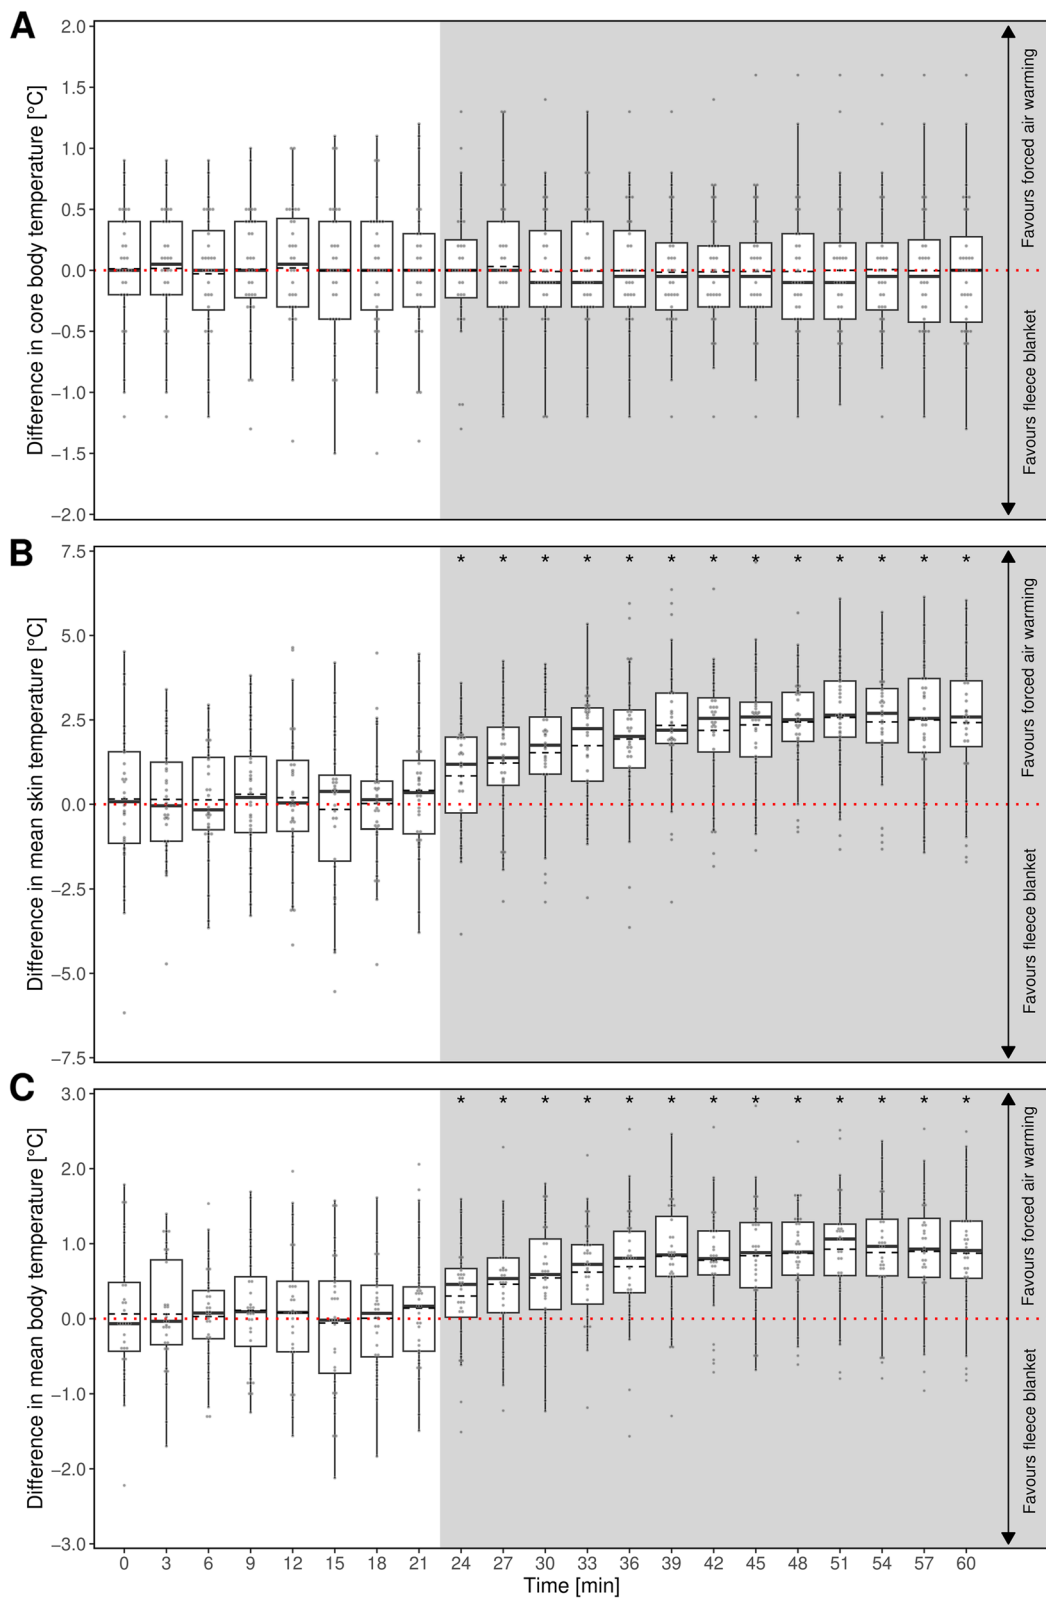 A
Difference in core body temperature [°C]
2.0
1.5
1.0
0.5
0.0
−0.5
−1.0
−1.5
−2.0
Favours forced air warming
Favours fleece blanket
B
Difference in mean skin temperature [°C]
7.5
5.0
2.5
0.0
−2.5
−5.0
−7.5
* * * * * * * * * * * * *
Favours forced air warming
Favours fleece blanket
C
Difference in mean body temperature [°C]
3.0
2.0
1.0
0.0
−1.0
−2.0
−3.0
* * * * * * * * * * * * *
Favours forced air warming
Favours fleece blanket
0 3 6 9 12 15 18 21 24 27 30 33 36 39 42 45 48 51 54 57 60
Time [min]